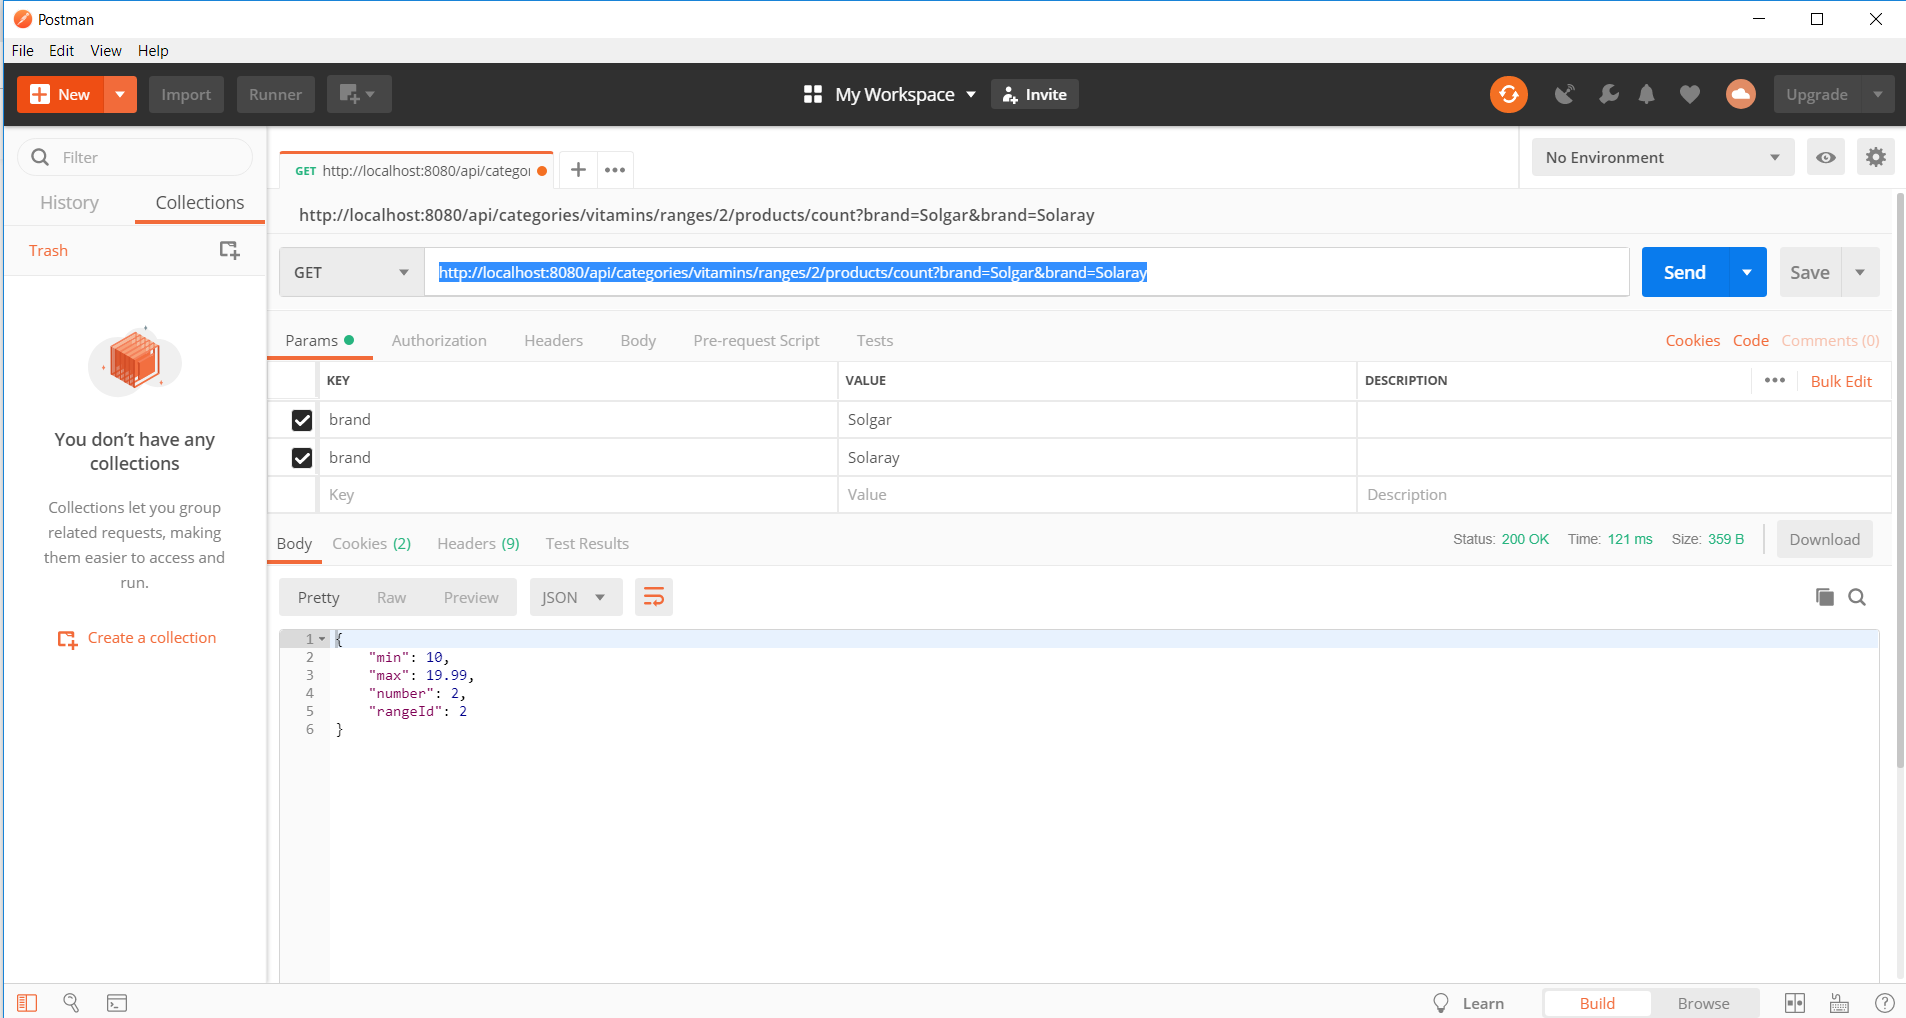 Postman
File Edit View Help
New Import Runner My Workspace Invite Upgrade
Filter
History Collections
Trash
You don't have any
collections
Collections let you group
related requests, making
them easier to access and
run.
Create a collection
GET http://localhost:8080/api/categor
No Environment
http://localhost:8080/api/categories/vitamins/ranges/2/products/count?brand=Solgar&brand=Solaray
GET http://localhost:8080/api/categories/vitamins/ranges/2/products/count?brand=Solgar&brand=Solaray Send Save
Params Authorization Headers Body Pre-request Script Tests Cookies Code Comments (0)
KEY VALUE DESCRIPTION Bulk Edit
brand Solgar
brand Solaray
Key Value Description
Body Cookies (2) Headers (9) Test Results Status: 200 OK Time: 121 ms Size: 359 B Download
Pretty Raw Preview JSON
1 {
2 "min": 10,
3 "max": 19.99,
4 "number": 2,
5 "rangeId": 2
6 }
Learn Build Browse